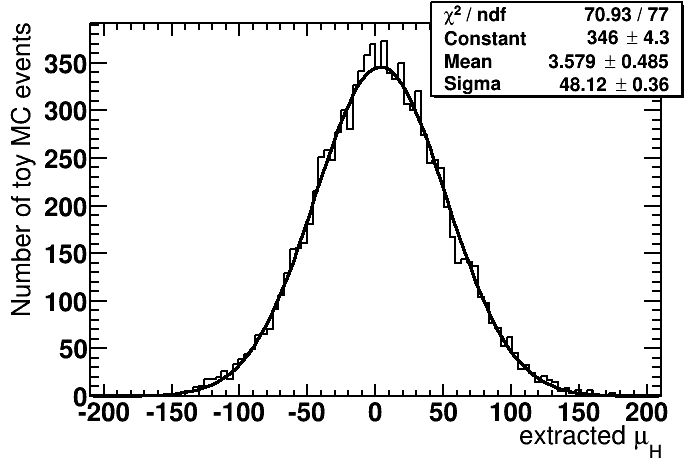 χ² / ndf 70.93 / 77
Constant 346 ± 4.3
Mean 3.579 ± 0.485
Sigma 48.12 ± 0.36
Number of toy MC events
350
300
250
200
150
100
50
0
-200 -150 -100 -50 0 50 100 150 200
extracted μ_H